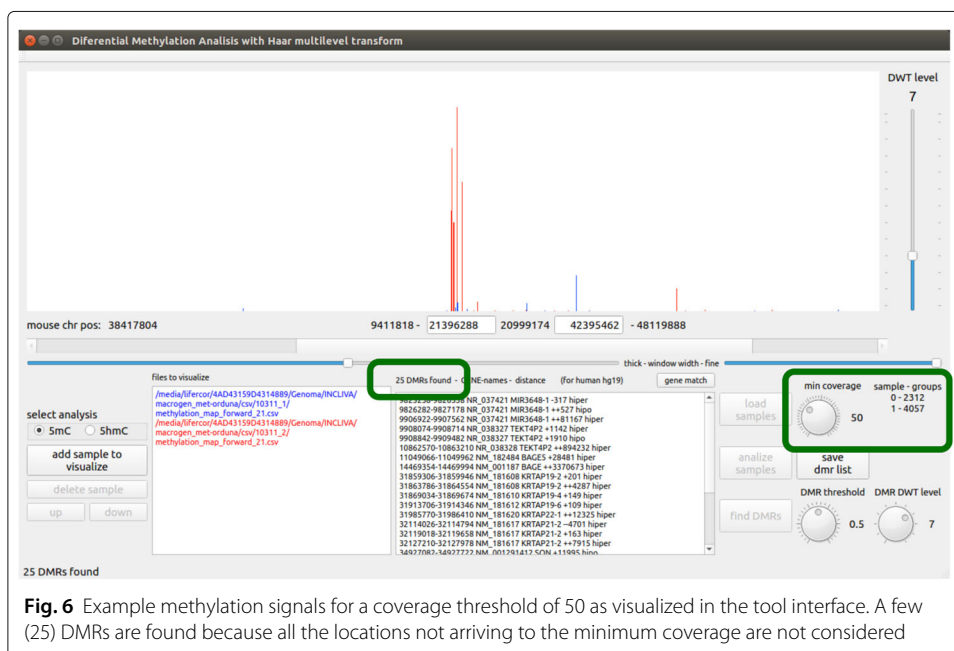 Diferential Methylation Analisis with Haar multilevel transform
DWT level
7
mouse chr pos: 38417804
9411818 - 21396288 20999174 42395462 - 48119888
thick - window width - fine
files to visualize
/media/lifercor/4AD43159D4314889/Genoma/INCLIVA/
macrogen_met-orduna/csv/10311_1/
methylation_map_forward_21.csv
/media/lifercor/4AD43159D4314889/Genoma/INCLIVA/
macrogen_met-orduna/csv/10311_2/
methylation_map_forward_21.csv
select analysis
5mC 5hmC
add sample to
visualize
delete sample
up down
25 DMRs found - NE-names - distance (for human hg19) gene match
NR_037421 MIR3648-1 -317 hiper
9826282-9827178 NR_037421 MIR3648-1 ++527 hipo
9906922-9907562 NR_037421 MIR3648-1 ++81167 hiper
9908074-9908714 NR_038327 TEKT4P2 +1142 hiper
9908842-9909482 NR_038327 TEKT4P2 +1910 hipo
10862570-10863210 NR_038328 TEKT4P2 ++894232 hiper
11049066-11049962 NM_182484 BAGE5 +28481 hiper
14469354-14469994 NM_001187 BAGE ++3370673 hiper
31859306-31859946 NM_181608 KRTAP19-2 +201 hiper
31863786-31864554 NM_181608 KRTAP19-2 ++4287 hiper
31869034-31869674 NM_181610 KRTAP19-4 +149 hiper
31913706-31914346 NM_181612 KRTAP19-6 +109 hiper
31985770-31986410 NM_181620 KRTAP22-1 ++12325 hiper
32114026-32114794 NM_181617 KRTAP21-2 --4701 hiper
32119018-32119658 NM_181617 KRTAP21-2 +163 hiper
32127210-32127978 NM_181617 KRTAP21-2 ++7915 hiper
34927082-34927722 NM_001291412 SON +11995 hipo
load
samples
analize
samples
find DMRs
min coverage
50
sample - groups
0 - 2312
1 - 4057
save
dmr list
DMR threshold DMR DWT level
0.5 7
25 DMRs found
Fig. 6 Example methylation signals for a coverage threshold of 50 as visualized in the tool interface. A few
(25) DMRs are found because all the locations not arriving to the minimum coverage are not considered